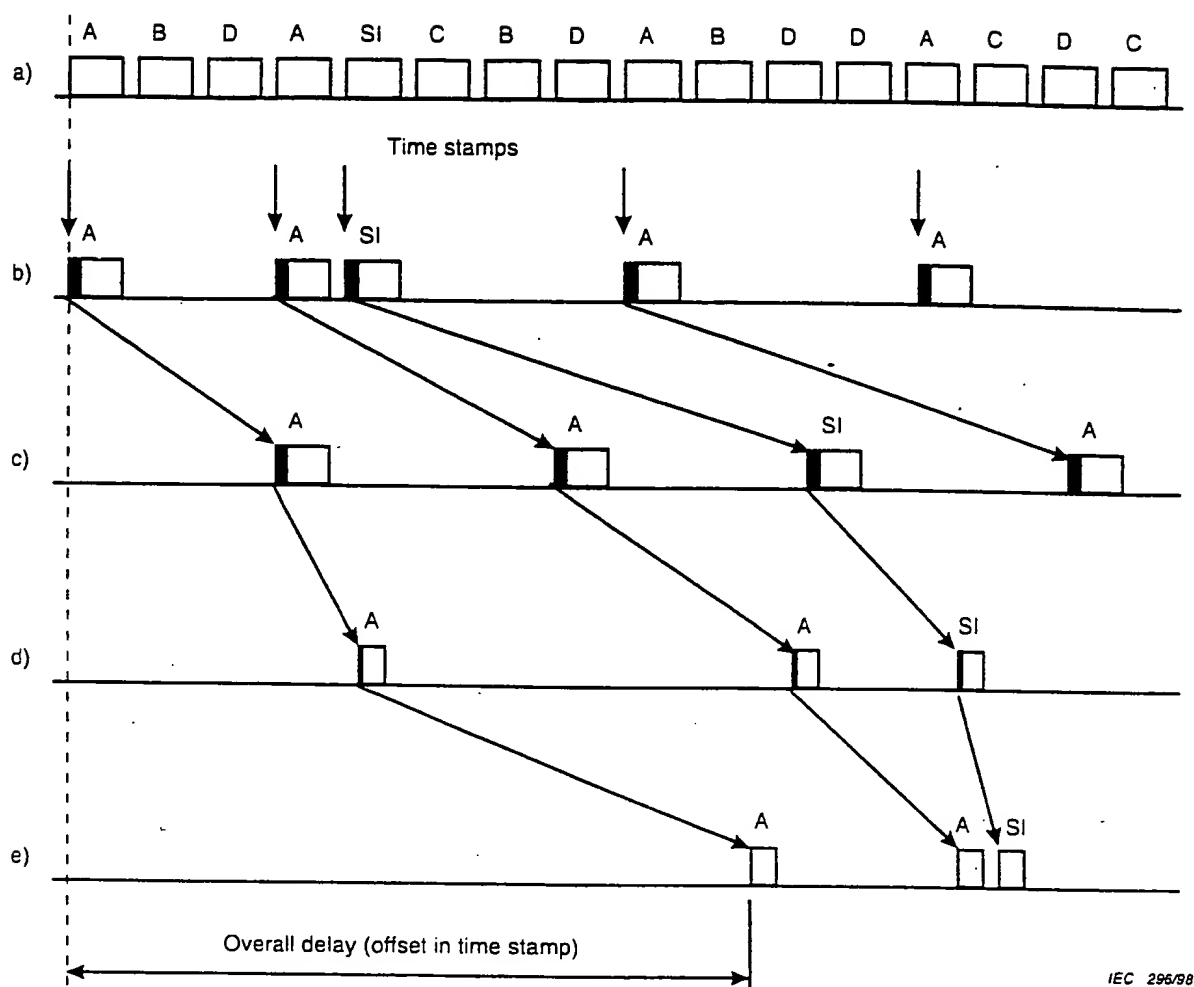 A B D A SI C B D A B D D A C D C
a)
Time stamps
A A SI A A
b)
A A SI A
c)
A A SI
d)
A A SI
e)
Overall delay (offset in time stamp)
IEC 296/98